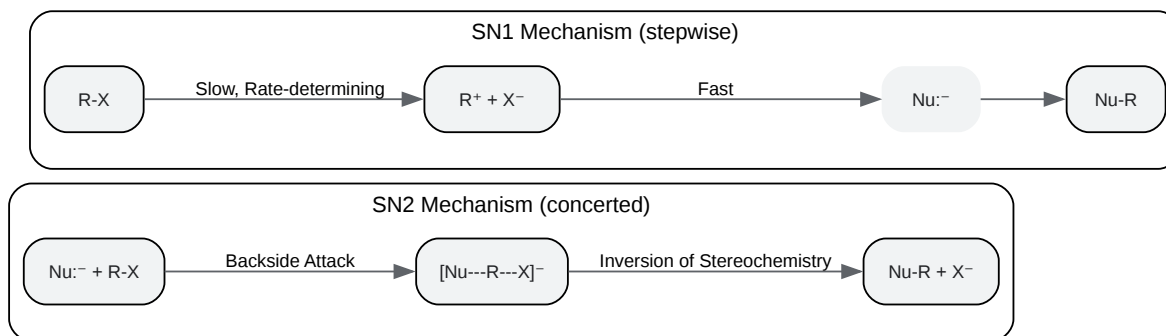 SN1 Mechanism (stepwise)
R-X
Slow, Rate-determining
R⁺ + X⁻
Fast
Nu:⁻
Nu-R
SN2 Mechanism (concerted)
Nu:⁻ + R-X
Backside Attack
[Nu---R---X]⁻
Inversion of Stereochemistry
Nu-R + X⁻